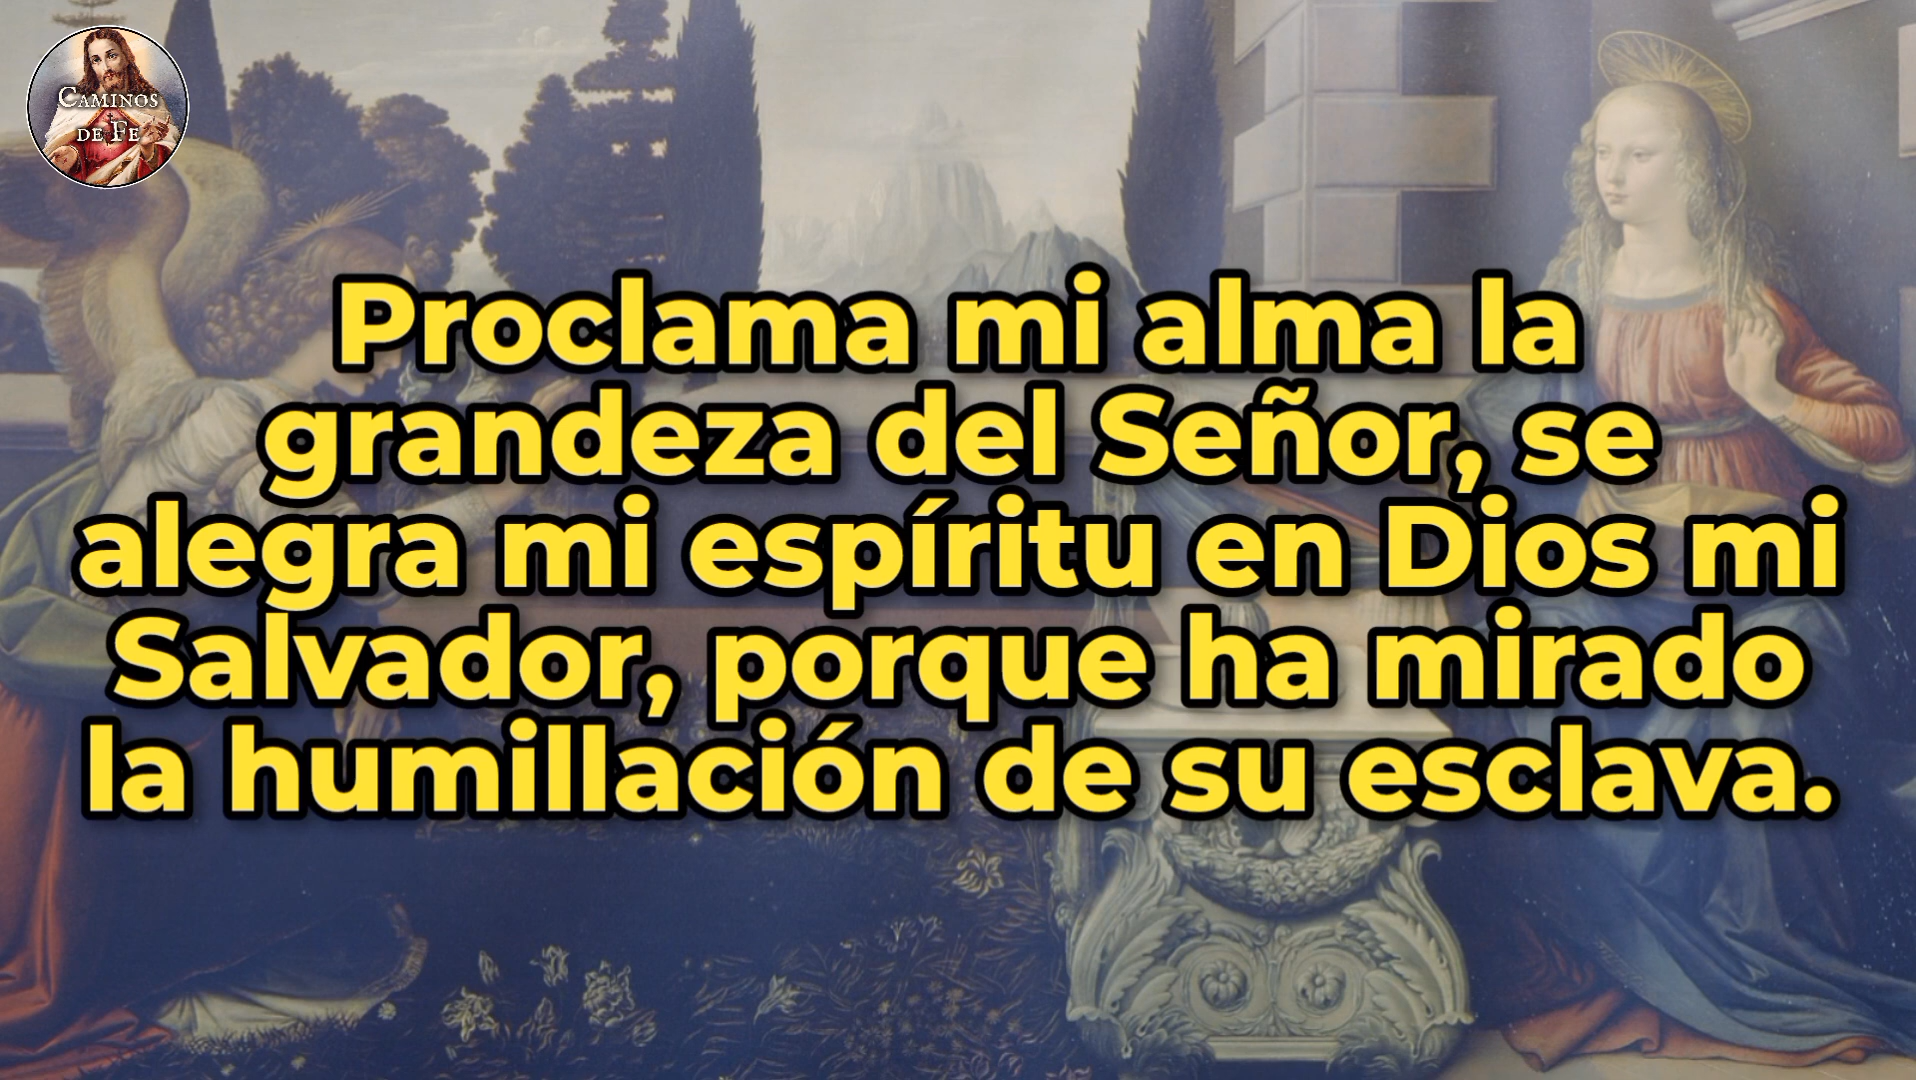 CAMINOS
DE FE
Proclama mi alma la
grandeza del Señor, se
alegra mi espíritu en Dios mi
Salvador, porque ha mirado
la humillación de su esclava.